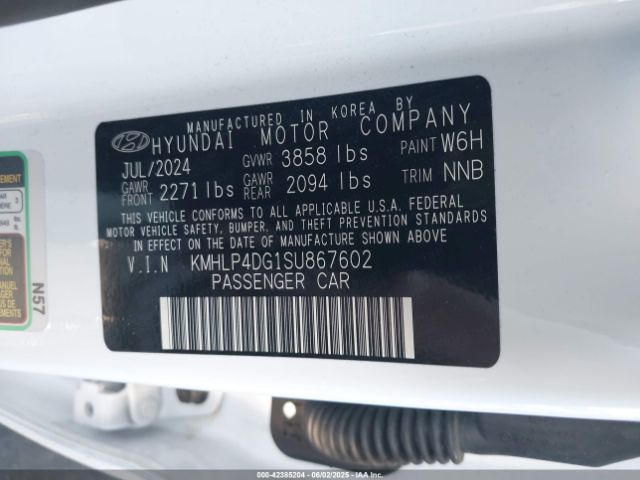 MANUFACTURED IN KOREA BY
HYUNDAI MOTOR COMPANY
JUL/2024 GVWR 3858 lbs PAINT W6H
GAWR FRONT 2271 lbs GAWR REAR 2094 lbs TRIM NNB
THIS VEHICLE CONFORMS TO ALL APPLICABLE U.S.A. FEDERAL
MOTOR VEHICLE SAFETY, BUMPER, AND THEFT PREVENTION STANDARDS
IN EFFECT ON THE DATE OF MANUFACTURE SHOWN ABOVE
V.I.N KMHLP4DG1SU867602
PASSENGER CAR
N57
000-42385204 - 06/02/2025 - IAAI.COM